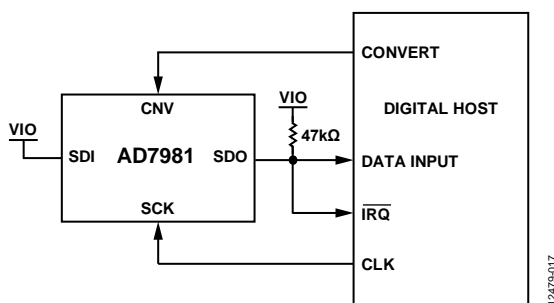 CONVERT
CNV
VIO
DIGITAL HOST
VIO
47kΩ
SDI
AD7981
SDO
DATA INPUT
SCK
IRQ
CLK
12479-017